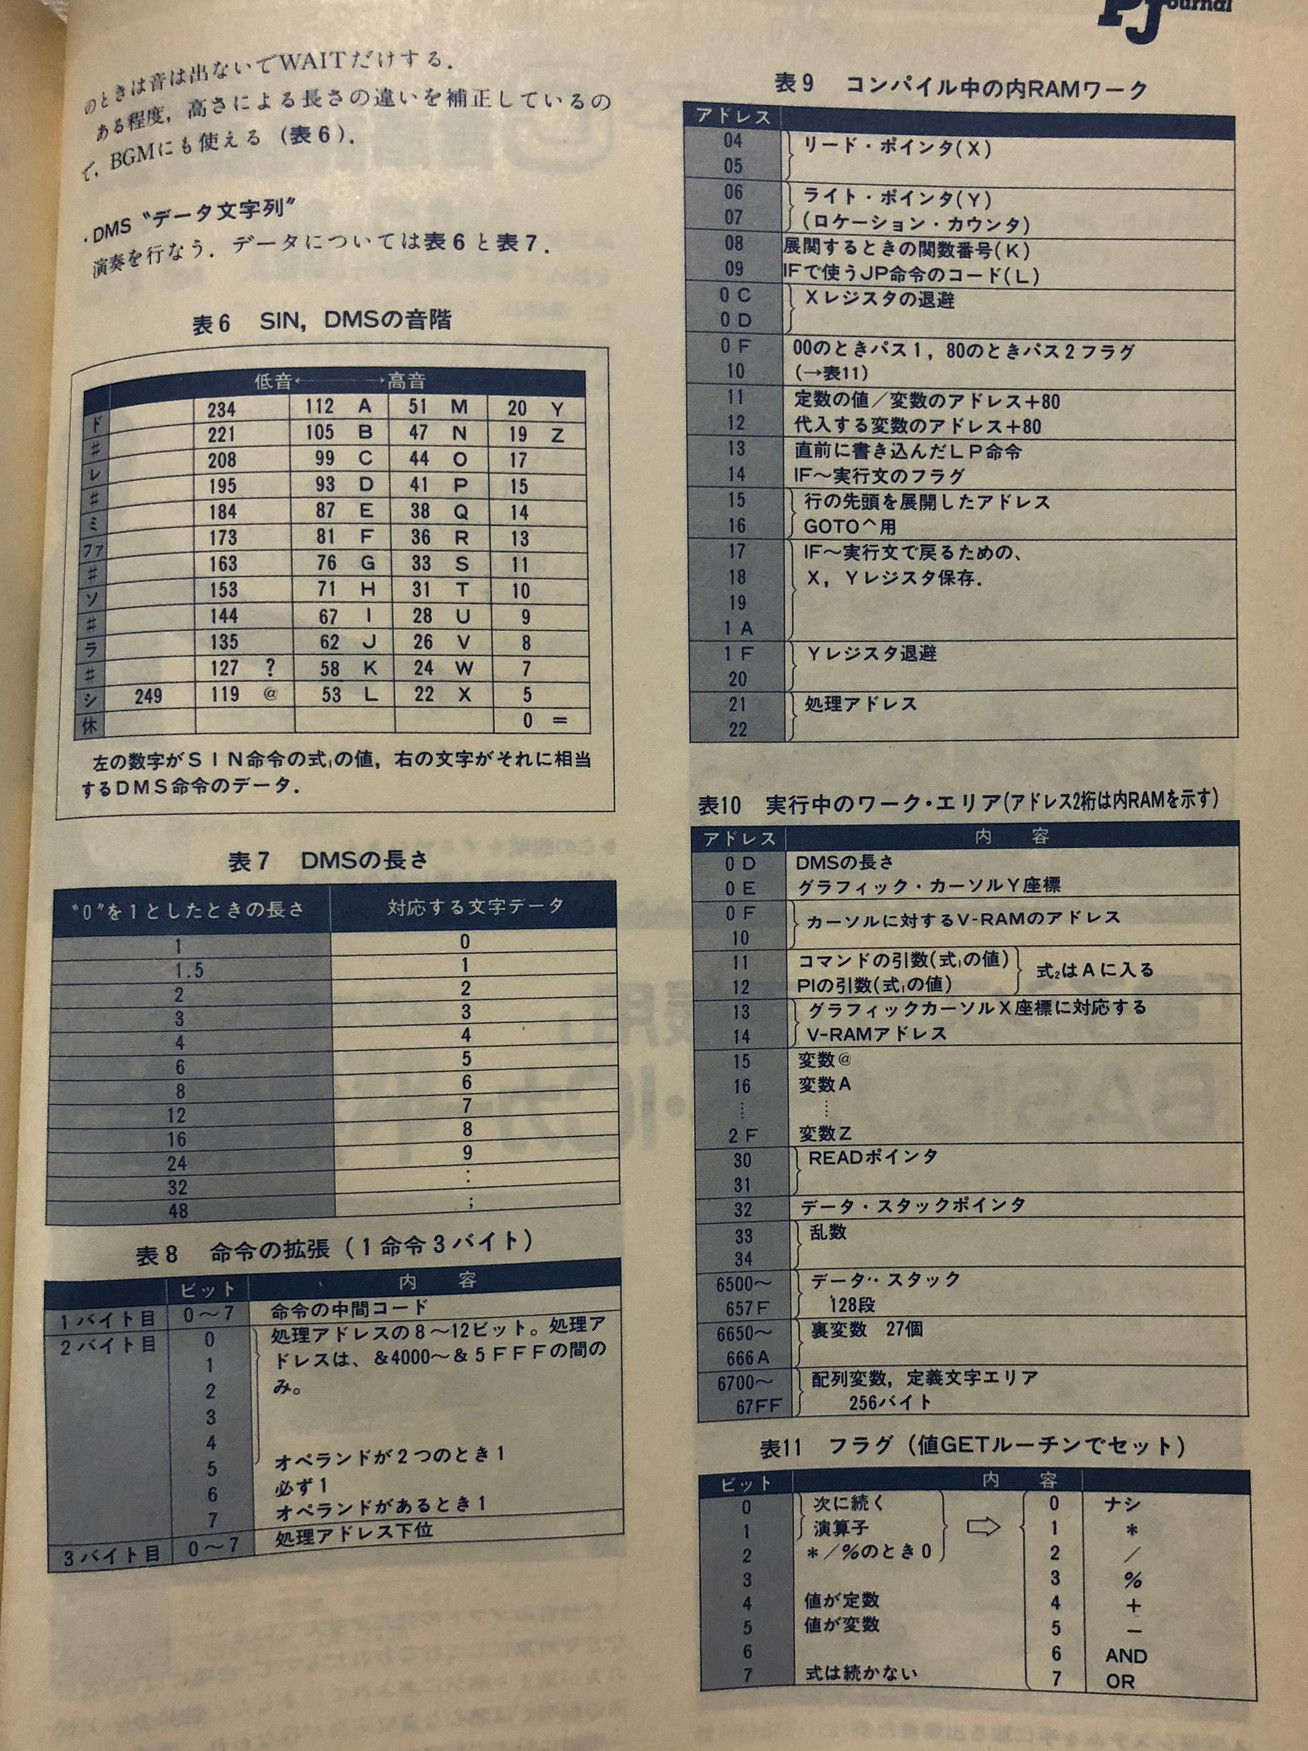 PJournal
のときは音は出ないでWAITだけする.
ある程度, 高さによる長さの違いを補正しているの
で, BGMにも使える (表6).
・DMS “データ文字列”
演奏を行なう. データについては表6と表7.
表6 SIN, DMSの音階
低音← →高音
ド 234 112 A 51 M 20 Y
# 221 105 B 47 N 19 Z
レ 208 99 C 44 O 17
# 195 93 D 41 P 15
ミ 184 87 E 38 Q 14
ファ 173 81 F 36 R 13
# 163 76 G 33 S 11
ソ 153 71 H 31 T 10
# 144 67 I 28 U 9
ラ 135 62 J 26 V 8
# 127 ? 58 K 24 W 7
シ 249 119 @ 53 L 22 X 5
休 0 =
左の数字がSIN命令の式₁の値, 右の文字がそれに相当
するDMS命令のデータ.
表7 DMSの長さ
“0”を1としたときの長さ 対応する文字データ
1 0
1.5 1
2 2
3 3
4 4
6 5
8 6
12 7
16 8
24 9
32 :
48 ;
表8 命令の拡張 (1命令3バイト)
ビット 内 容
1バイト目 0〜7 命令の中間コード
2バイト目 0 処理アドレスの8〜12ビット。処理ア
1 ドレスは、&4000〜&5FFFの間の
2 み。
3
4
5 オペランドが2つのとき1
6 必ず1
7 オペランドがあるとき1
3バイト目 0〜7 処理アドレス下位
表9 コンパイル中の内RAMワーク
アドレス
04 リード・ポインタ(X)
05
06 ライト・ポインタ(Y)
07 (ロケーション・カウンタ)
08 展関するときの関数番号(K)
09 IFで使うJP命令のコード(L)
0C Xレジスタの退避
0D
0F 00のときパス1, 80のときパス2フラグ
10 (→表11)
11 定数の値/変数のアドレス+80
12 代入する変数のアドレス+80
13 直前に書き込んだLP命令
14 IF〜実行文のフラグ
15 行の先頭を展開したアドレス
16 GOTO^用
17 IF〜実行文で戻るための、
18 X, Yレジスタ保存.
19
1A
1F Yレジスタ退避
20
21 処理アドレス
22
表10 実行中のワーク・エリア(アドレス2桁は内RAMを示す)
アドレス 内 容
0D DMSの長さ
0E グラフィック・カーソルY座標
0F カーソルに対するV-RAMのアドレス
10
11 コマンドの引数(式₁の値) 式₂はAに入る
12 PIの引数(式₁の値)
13 グラフィックカーソルX座標に対応する
14 V-RAMアドレス
15 変数@
16 変数A
⋮ ⋮
2F 変数Z
30 READポインタ
31
32 データ・スタックポインタ
33 乱数
34
6500〜 データ・スタック
657F 128段
6650〜 裏変数 27個
666A
6700〜 配列変数, 定義文字エリア
67FF 256バイト
表11 フラグ (値GETルーチンでセット)
ビット 内 容
0 次に続く 0 ナシ
1 演算子 ⇨ 1 *
2 */%のとき0 2 /
3 3 %
4 値が定数 4 +
5 値が変数 5 −
6 6 AND
7 式は続かない 7 OR